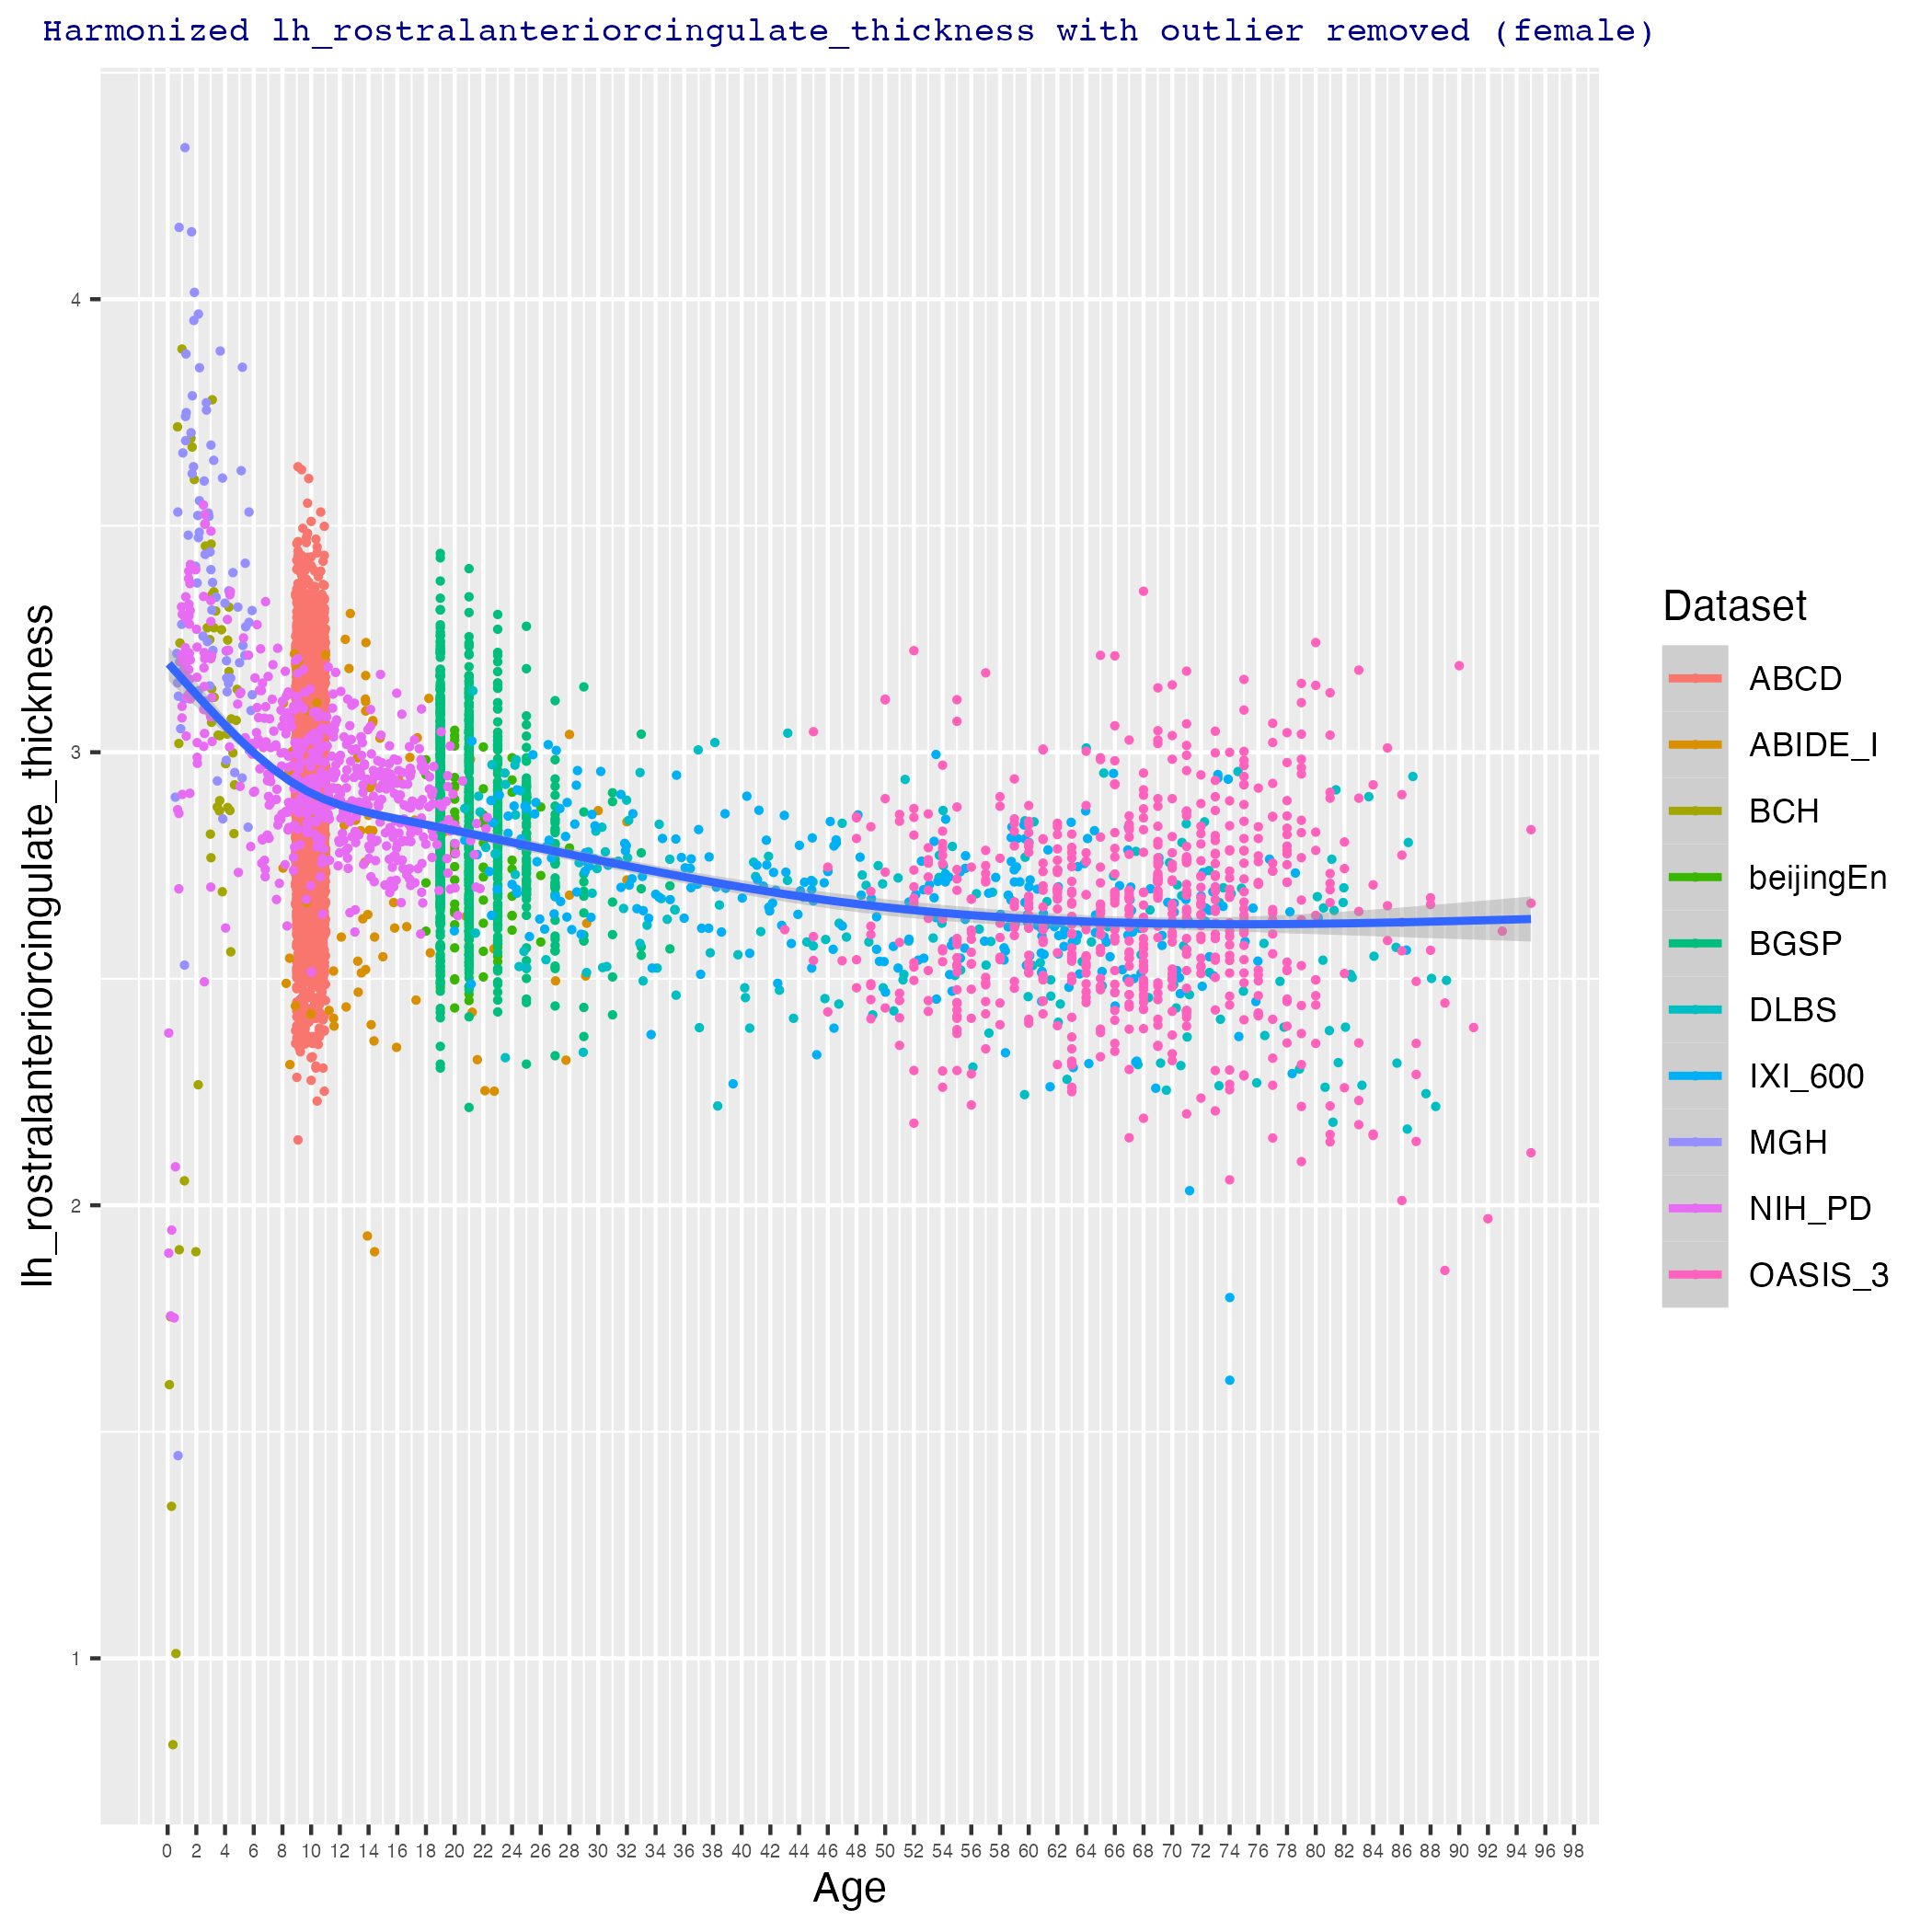 Harmonized lh_rostralanteriorcingulate_thickness with outlier removed (female)
lh_rostralanteriorcingulate_thickness
4
3
2
1
0 2 4 6 8 10 12 14 16 18 20 22 24 26 28 30 32 34 36 38 40 42 44 46 48 50 52 54 56 58 60 62 64 66 68 70 72 74 76 78 80 82 84 86 88 90 92 94 96 98
Age
Dataset
ABCD
ABIDE_I
BCH
beijingEn
BGSP
DLBS
IXI_600
MGH
NIH_PD
OASIS_3